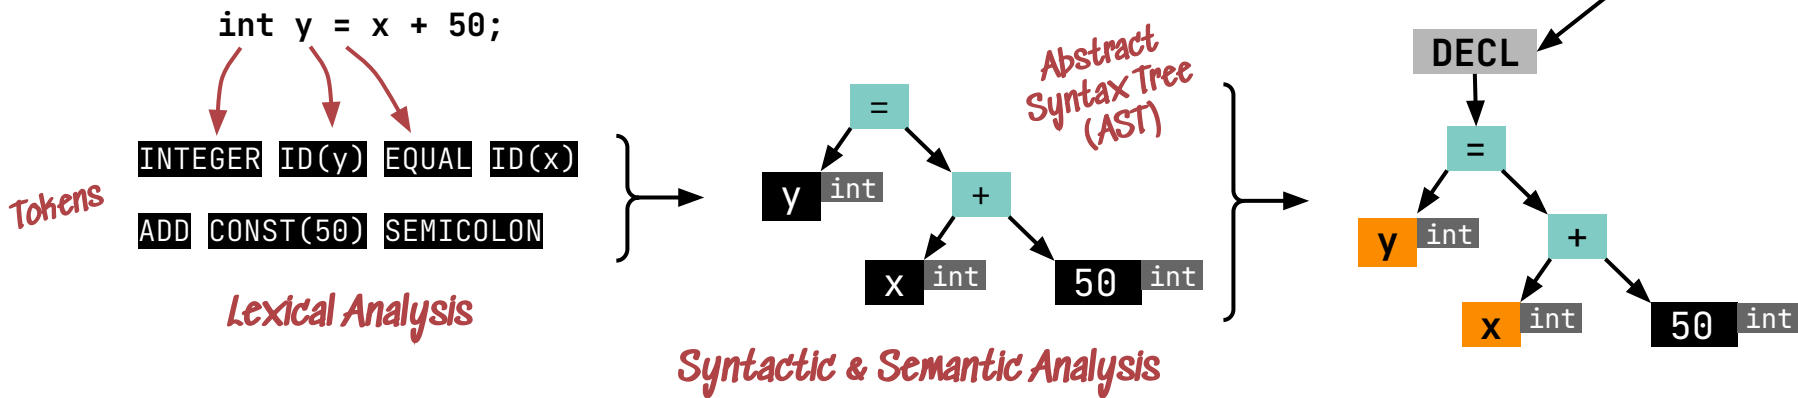 int y = x + 50;
INTEGER ID(y) EQUAL ID(x)
ADD CONST(50) SEMICOLON
Tokens
Lexical Analysis
=
y int
+
x int
50 int
Abstract
Syntax Tree
(AST)
Syntactic & Semantic Analysis
DECL
=
y int
+
x int
50 int